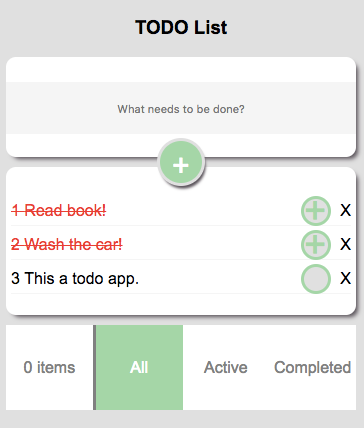 TODO List
What needs to be done?
+
1 Read book! + X
2 Wash the car! + X
3 This a todo app. X
0 items All Active Completed